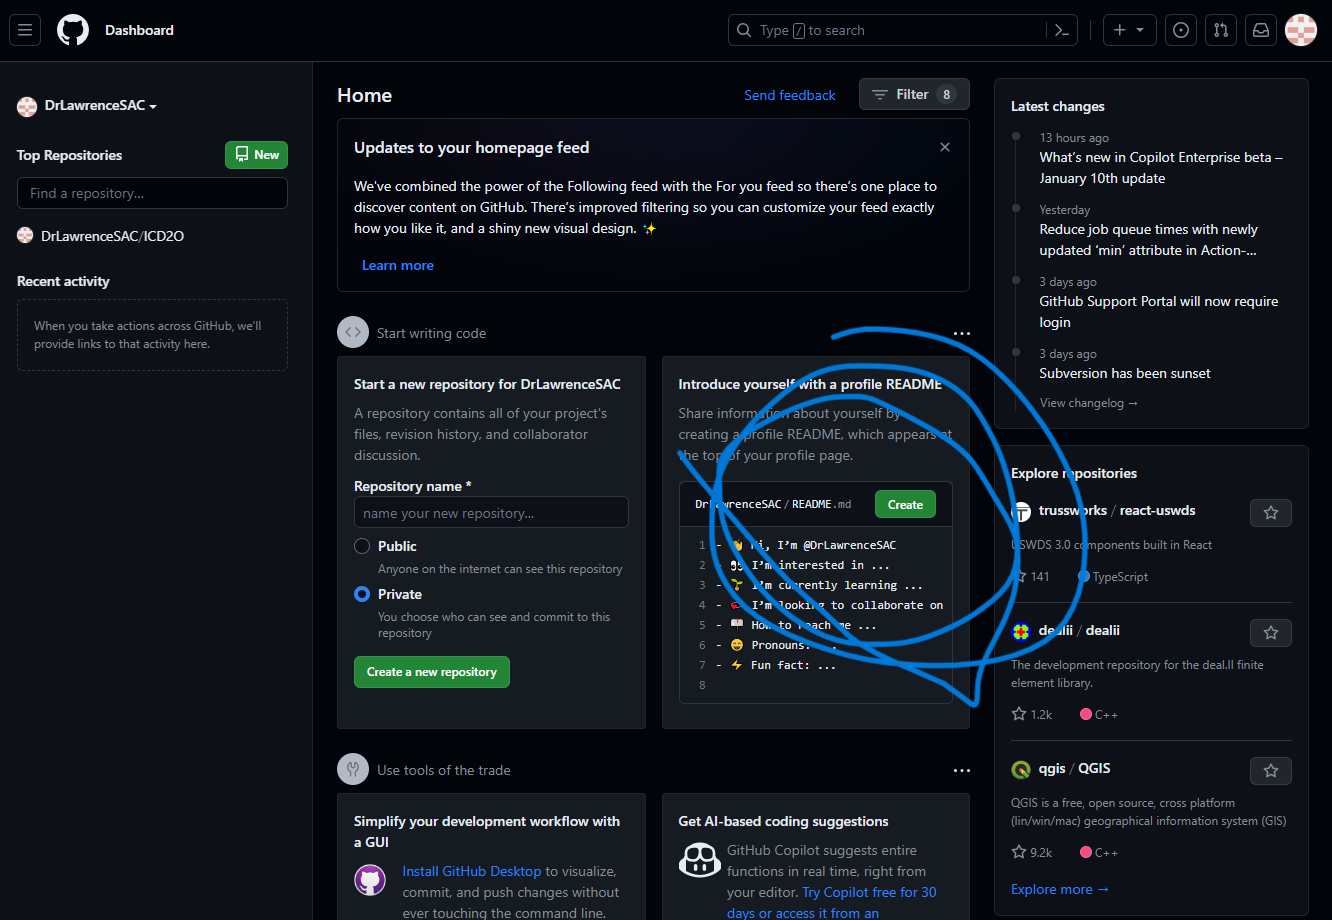 Dashboard
Type / to search
DrLawrenceSAC
Top Repositories
New
Find a repository...
DrLawrenceSAC/ICD2O
Recent activity
When you take actions across GitHub, we'll
provide links to that activity here.
Home
Send feedback
Filter 8
Updates to your homepage feed
We've combined the power of the Following feed with the For you feed so there's one place to
discover content on GitHub. There's improved filtering so you can customize your feed exactly
how you like it, and a shiny new visual design. ✨
Learn more
Start writing code
Start a new repository for DrLawrenceSAC
A repository contains all of your project's
files, revision history, and collaborator
discussion.
Repository name *
name your new repository...
Public
Anyone on the internet can see this repository
Private
You choose who can see and commit to this
repository
Create a new repository
Introduce yourself with a profile README
Share information about yourself by
creating a profile README, which appears at
the top of your profile page.
DrLawrenceSAC / README.md
Create
1 - 👋 Hi, I'm @DrLawrenceSAC
2 - 👀 I'm interested in ...
3 - 🌱 I'm currently learning ...
4 - 💞️ I'm looking to collaborate on
5 - 📫 How to reach me ...
6 - 😄 Pronouns: ...
7 - ⚡ Fun fact: ...
8
Use tools of the trade
Simplify your development workflow with
a GUI
Install GitHub Desktop to visualize,
commit, and push changes without
ever touching the command line.
Get AI-based coding suggestions
GitHub Copilot suggests entire
functions in real time, right from
your editor. Try Copilot free for 30
days or access it from an
Latest changes
13 hours ago
What's new in Copilot Enterprise beta –
January 10th update
Yesterday
Reduce job queue times with newly
updated 'min' attribute in Action-...
3 days ago
GitHub Support Portal will now require
login
3 days ago
Subversion has been sunset
View changelog →
Explore repositories
trussworks / react-uswds
USWDS 3.0 components built in React
141 TypeScript
dealii / dealii
The development repository for the deal.II finite
element library.
1.2k C++
qgis / QGIS
QGIS is a free, open source, cross platform
(lin/win/mac) geographical information system (GIS)
9.2k C++
Explore more →